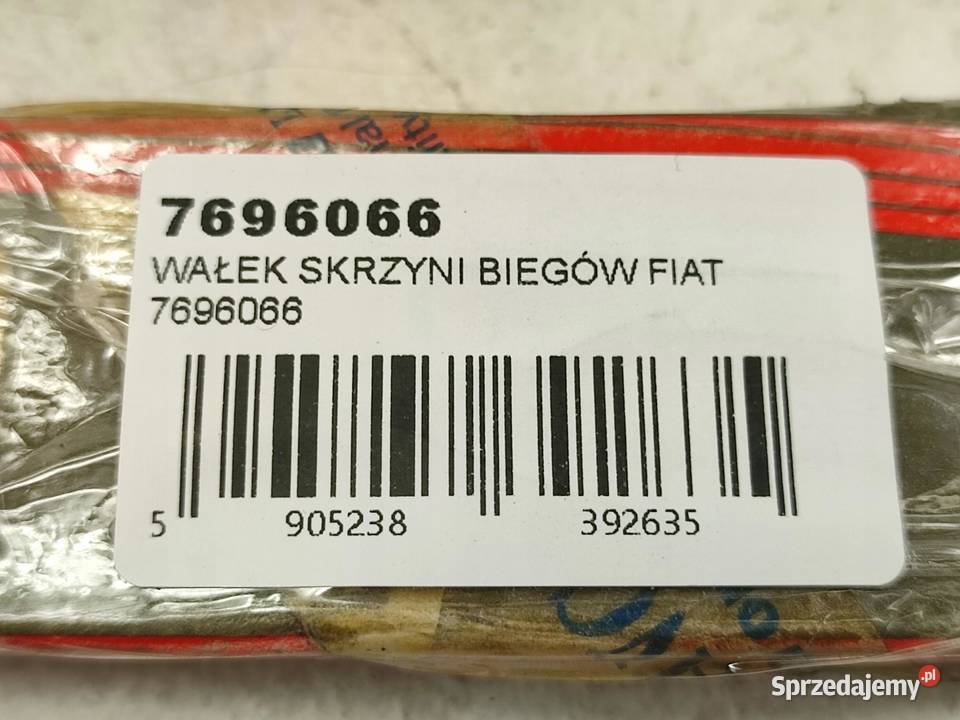 7696066
WAŁEK SKRZYNI BIEGÓW FIAT
7696066
5 905238 392635
Sprzedajemy.pl